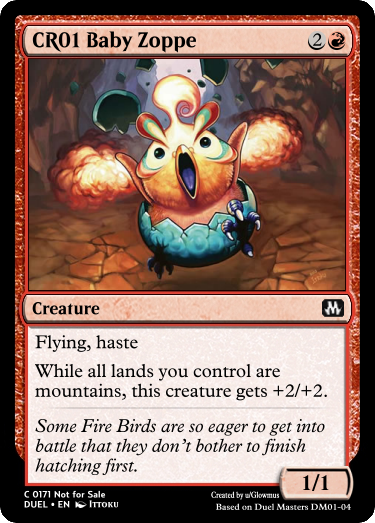 CR01 Baby Zoppe 2
Creature M
Flying, haste
While all lands you control are
mountains, this creature gets +2/+2.
Some Fire Birds are so eager to get into
battle that they don't bother to finish
hatching first.
1/1
C 0171 Not for Sale
DUEL • EN ITTOKU
Created by u/Glowmus
Based on Duel Masters DM01-04